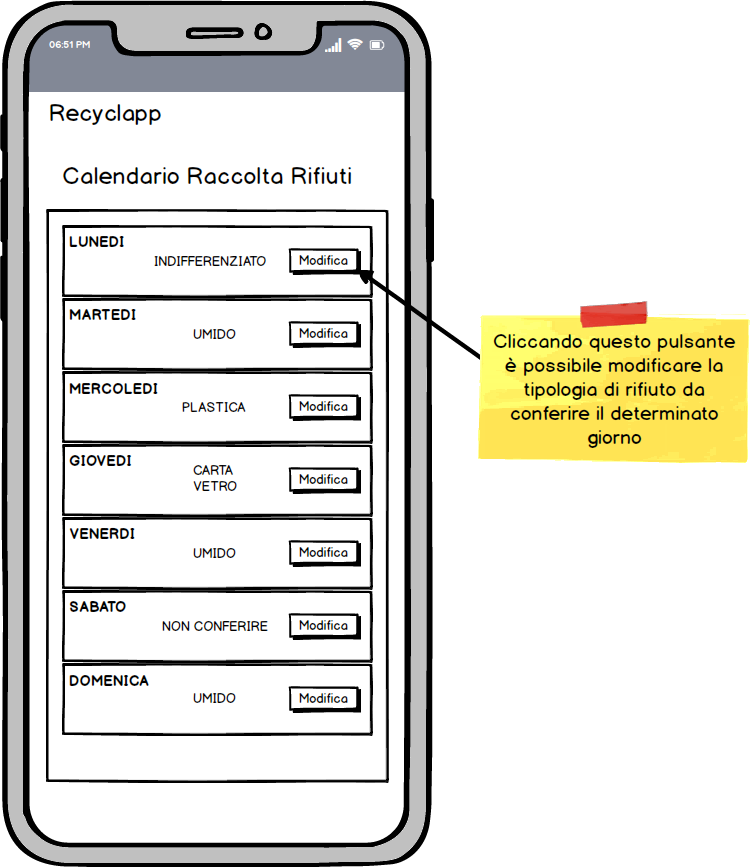 06:51 PM
Recyclapp
Calendario Raccolta Rifiuti
LUNEDI
INDIFFERENZIATO
Modifica
MARTEDI
UMIDO
Modifica
MERCOLEDI
PLASTICA
Modifica
GIOVEDI
CARTA
VETRO
Modifica
VENERDI
UMIDO
Modifica
SABATO
NON CONFERIRE
Modifica
DOMENICA
UMIDO
Modifica
Cliccando questo pulsante
è possibile modificare la
tipologia di rifiuto da
conferire il determinato
giorno